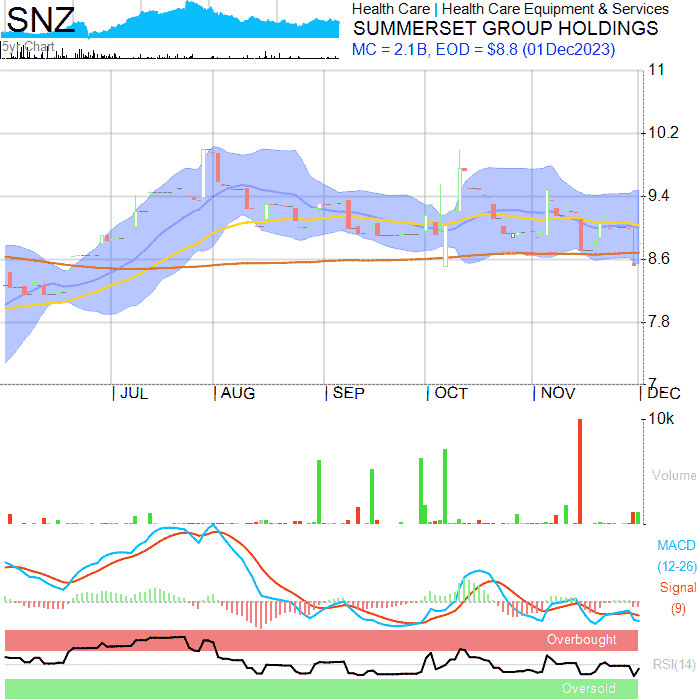 SNZ
5yr Chart
Health Care | Health Care Equipment & Services
SUMMERSET GROUP HOLDINGS
MC = 2.1B, EOD = $8.8 (01Dec2023)
11
10.2
9.4
8.6
7.8
7
JUL
AUG
SEP
OCT
NOV
DEC
10k
Volume
MACD
(12-26)
Signal
(9)
Overbought
RSI(14)
Oversold